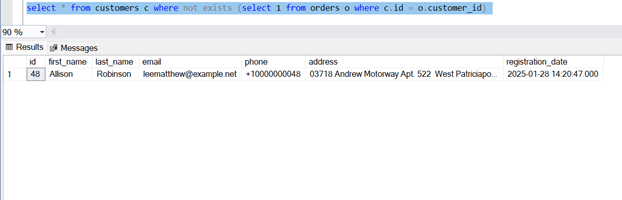 select * from customers c where not exists (select 1 from orders o where c.id = o.customer_id)
90 %
Results Messages
id first_name last_name email phone address registration_date
1 48 Allison Robinson leematthew@example.net +10000000048 03718 Andrew Motorway Apt. 522 West Patriciapo... 2025-01-28 14:20:47.000